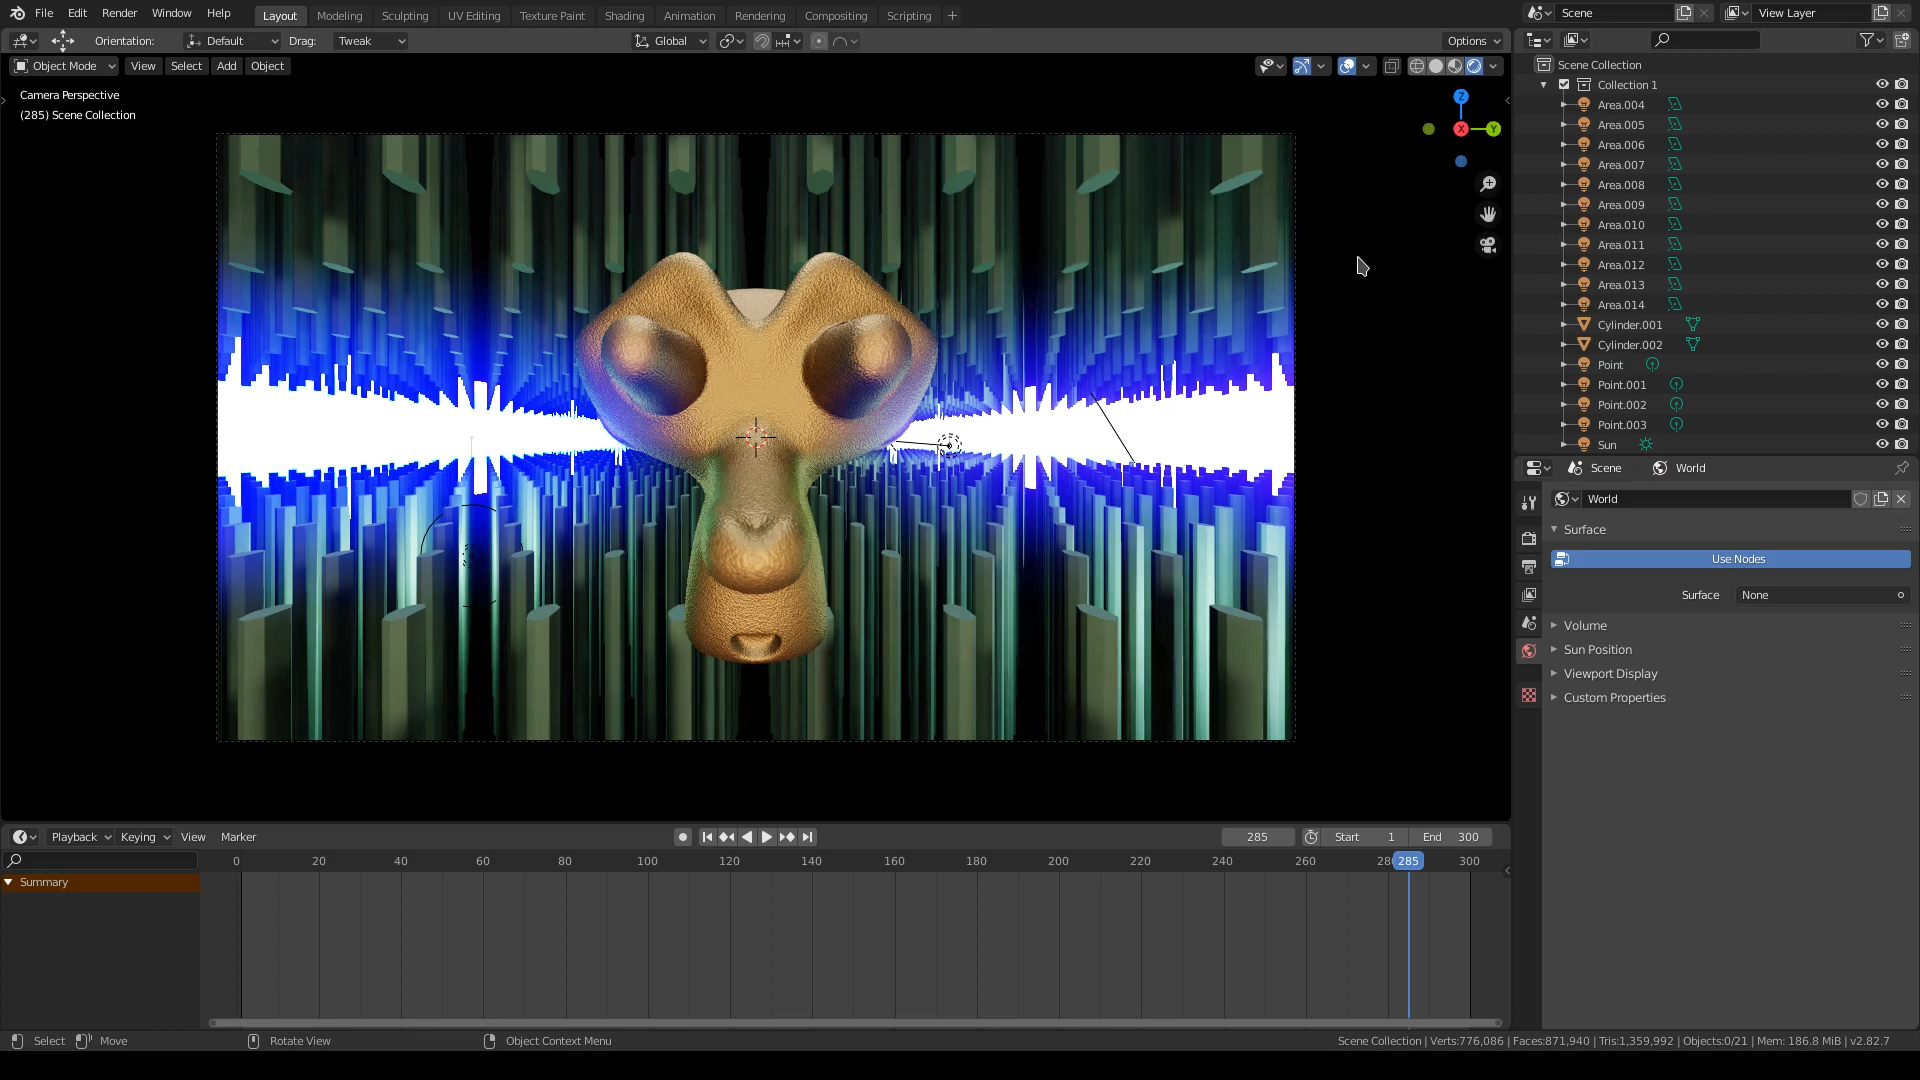 File Edit Render Window Help Layout Modeling Sculpting UV Editing Texture Paint Shading Animation Rendering Compositing Scripting + Scene View Layer
Orientation: Default Drag: Tweak Global Options
Object Mode View Select Add Object
Camera Perspective
(285) Scene Collection
Z
X
Y
Scene Collection
Collection 1
Area.004
Area.005
Area.006
Area.007
Area.008
Area.009
Area.010
Area.011
Area.012
Area.013
Area.014
Cylinder.001
Cylinder.002
Point
Point.001
Point.002
Point.003
Sun
Scene World
World
Surface
Use Nodes
Surface None
Volume
Sun Position
Viewport Display
Custom Properties
Playback Keying View Marker 285 Start 1 End 300
0 20 40 60 80 100 120 140 160 180 200 220 240 260 28 285 300
Summary
Select Move Rotate View Object Context Menu Scene Collection | Verts:776,086 | Faces:871,940 | Tris:1,359,992 | Objects:0/21 | Mem: 186.8 MiB | v2.82.7